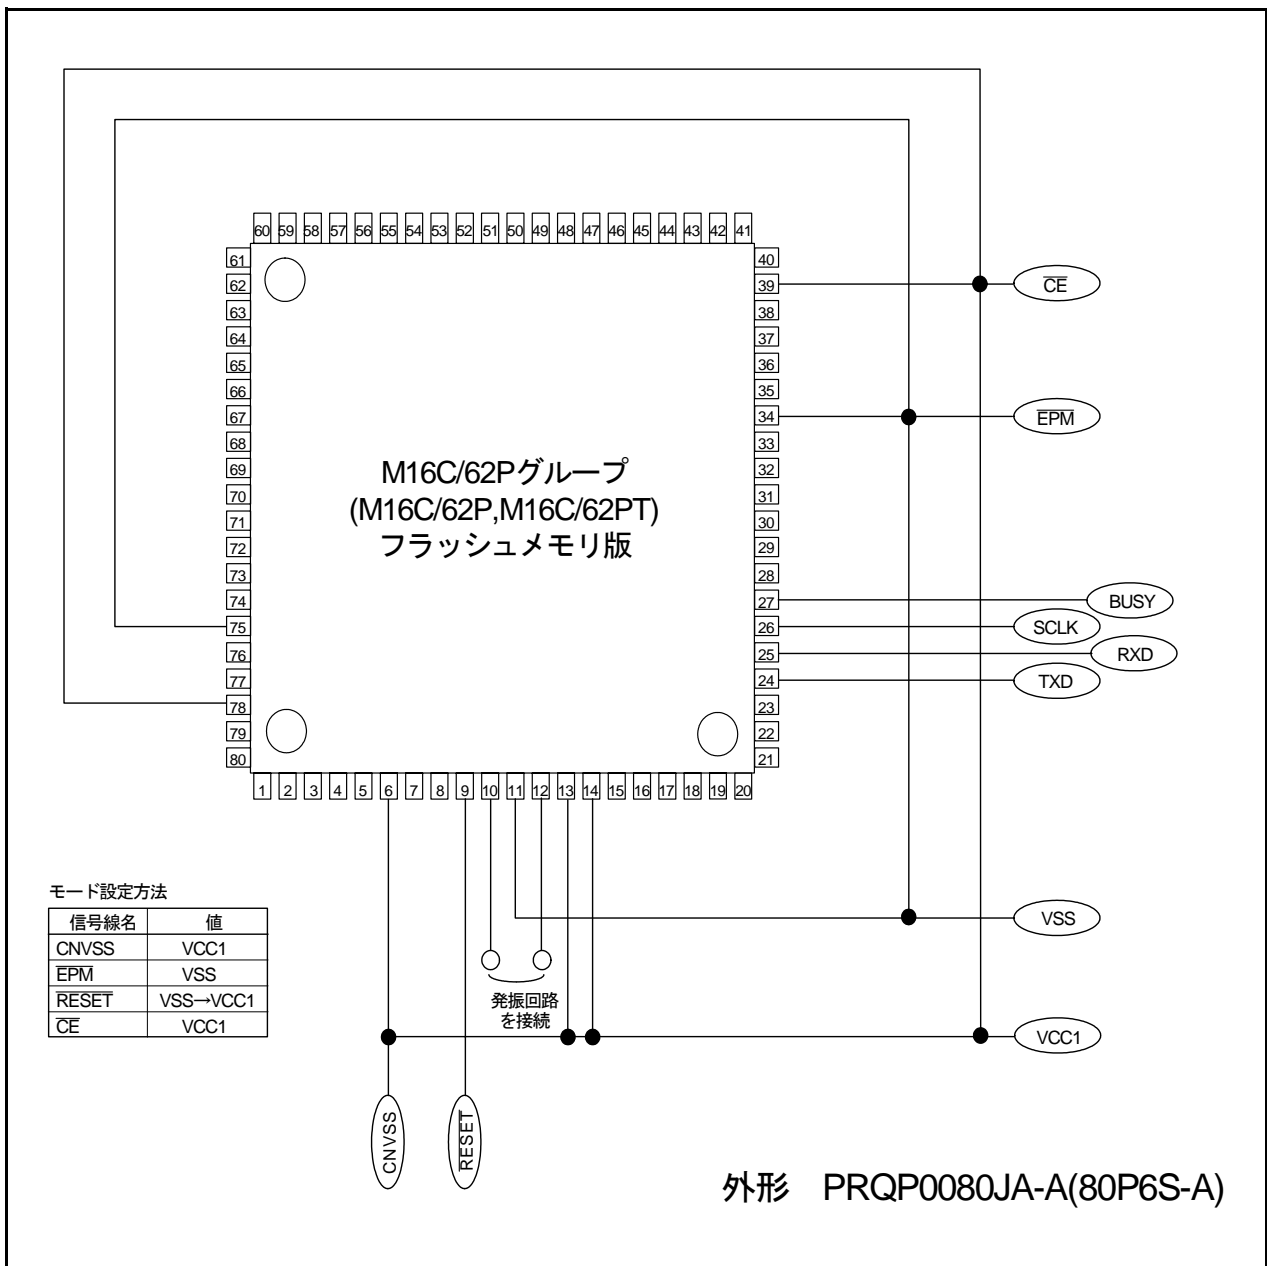 60 59 58 57 56 55 54 53 52 51 50 49 48 47 46 45 44 43 42 41
61
62
63
64
65
66
67
68
69
70
71
72
73
74
75
76
77
78
79
80
40
39
38
37
36
35
34
33
32
31
30
29
28
27
26
25
24
23
22
21
M16C/62Pグループ
(M16C/62P,M16C/62PT)
フラッシュメモリ版
1 2 3 4 5 6 7 8 9 10 11 12 13 14 15 16 17 18 19 20
CE
EPM
BUSY
SCLK
RXD
TXD
VSS
VCC1
発振回路
を接続
モード設定方法
信号線名 値
CNVSS VCC1
EPM VSS
RESET VSS→VCC1
CE VCC1
CNVSS
RESET
外形 PRQP0080JA-A(80P6S-A)